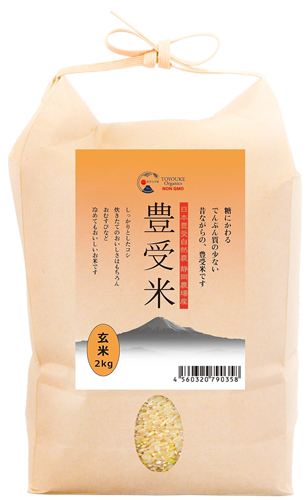 TOYOUKE
Organics
NON GMO
糖にかわる
でんぷん質の少ない
昔ながらの、豊受米です
日本豊受自然農 静岡農場産
豊受米
しっかりとしたコシ
炊きたてのおいしさはもちろん
おむすびなど
冷めてもおいしいお米です
玄米
2kg
4 560320 790358